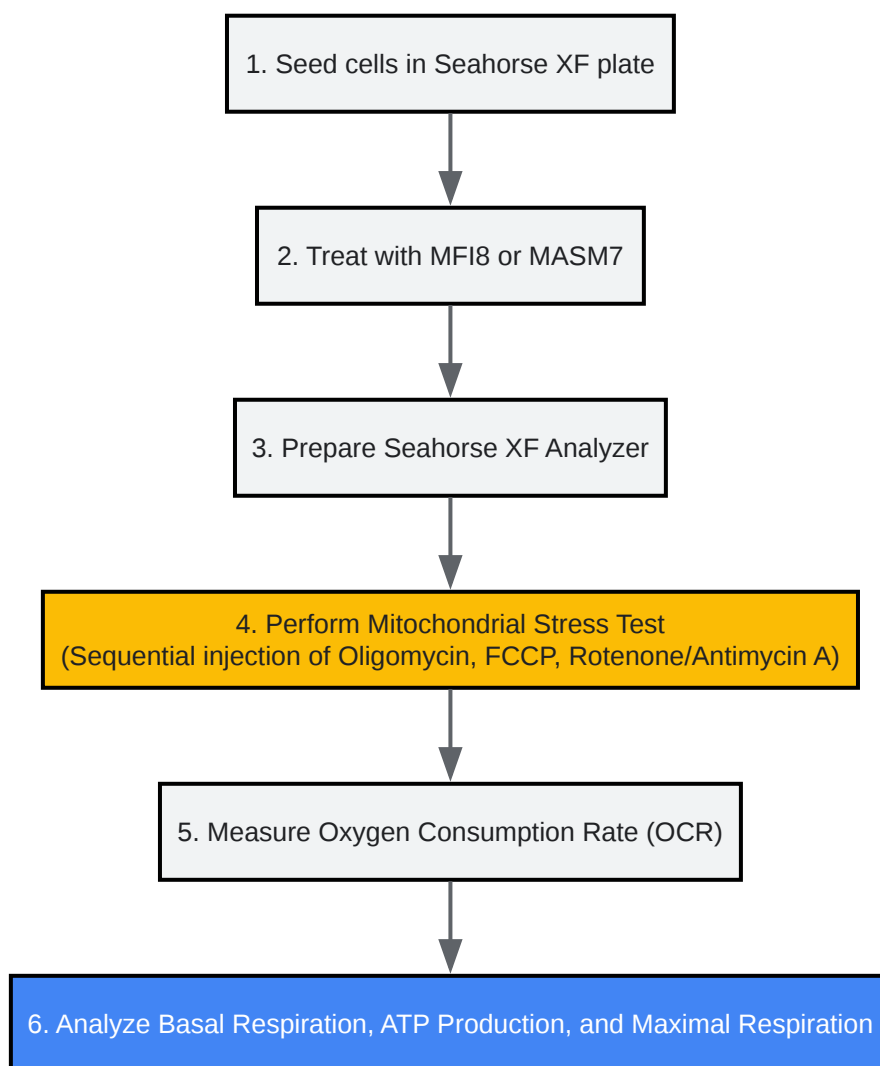 1. Seed cells in Seahorse XF plate
2. Treat with MFI8 or MASM7
3. Prepare Seahorse XF Analyzer
4. Perform Mitochondrial Stress Test
(Sequential injection of Oligomycin, FCCP, Rotenone/Antimycin A)
5. Measure Oxygen Consumption Rate (OCR)
6. Analyze Basal Respiration, ATP Production, and Maximal Respiration